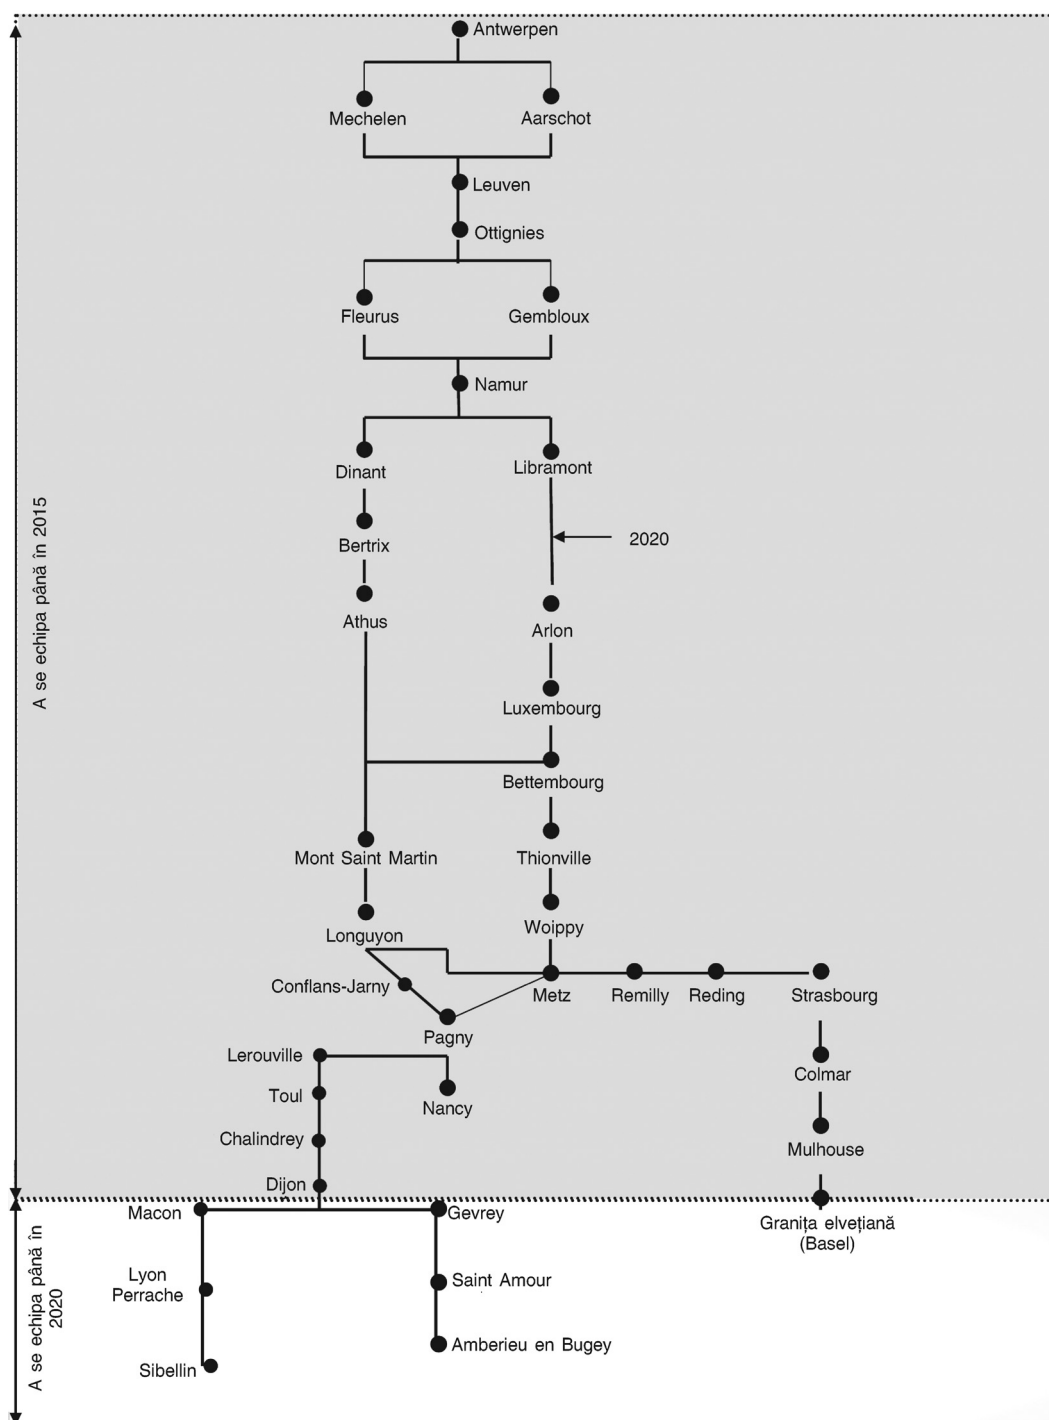 Antwerpen
Mechelen
Aarschot
Leuven
Ottignies
Fleurus
Gembloux
Namur
Dinant
Libramont
A se echipa până în 2015
2020
Bertrix
Athus
Arlon
Luxembourg
Bettembourg
Mont Saint Martin
Thionville
Woippy
Longuyon
Conflans-Jarny
Metz
Remilly
Reding
Strasbourg
Pagny
Lerouville
Toul
Nancy
Colmar
Chalindrey
Mulhouse
Dijon
Macon
Gevrey
Granița elvețiană
(Basel)
A se echipa până în
2020
Lyon
Perrache
Saint Amour
Amberieu en Bugey
Sibellin